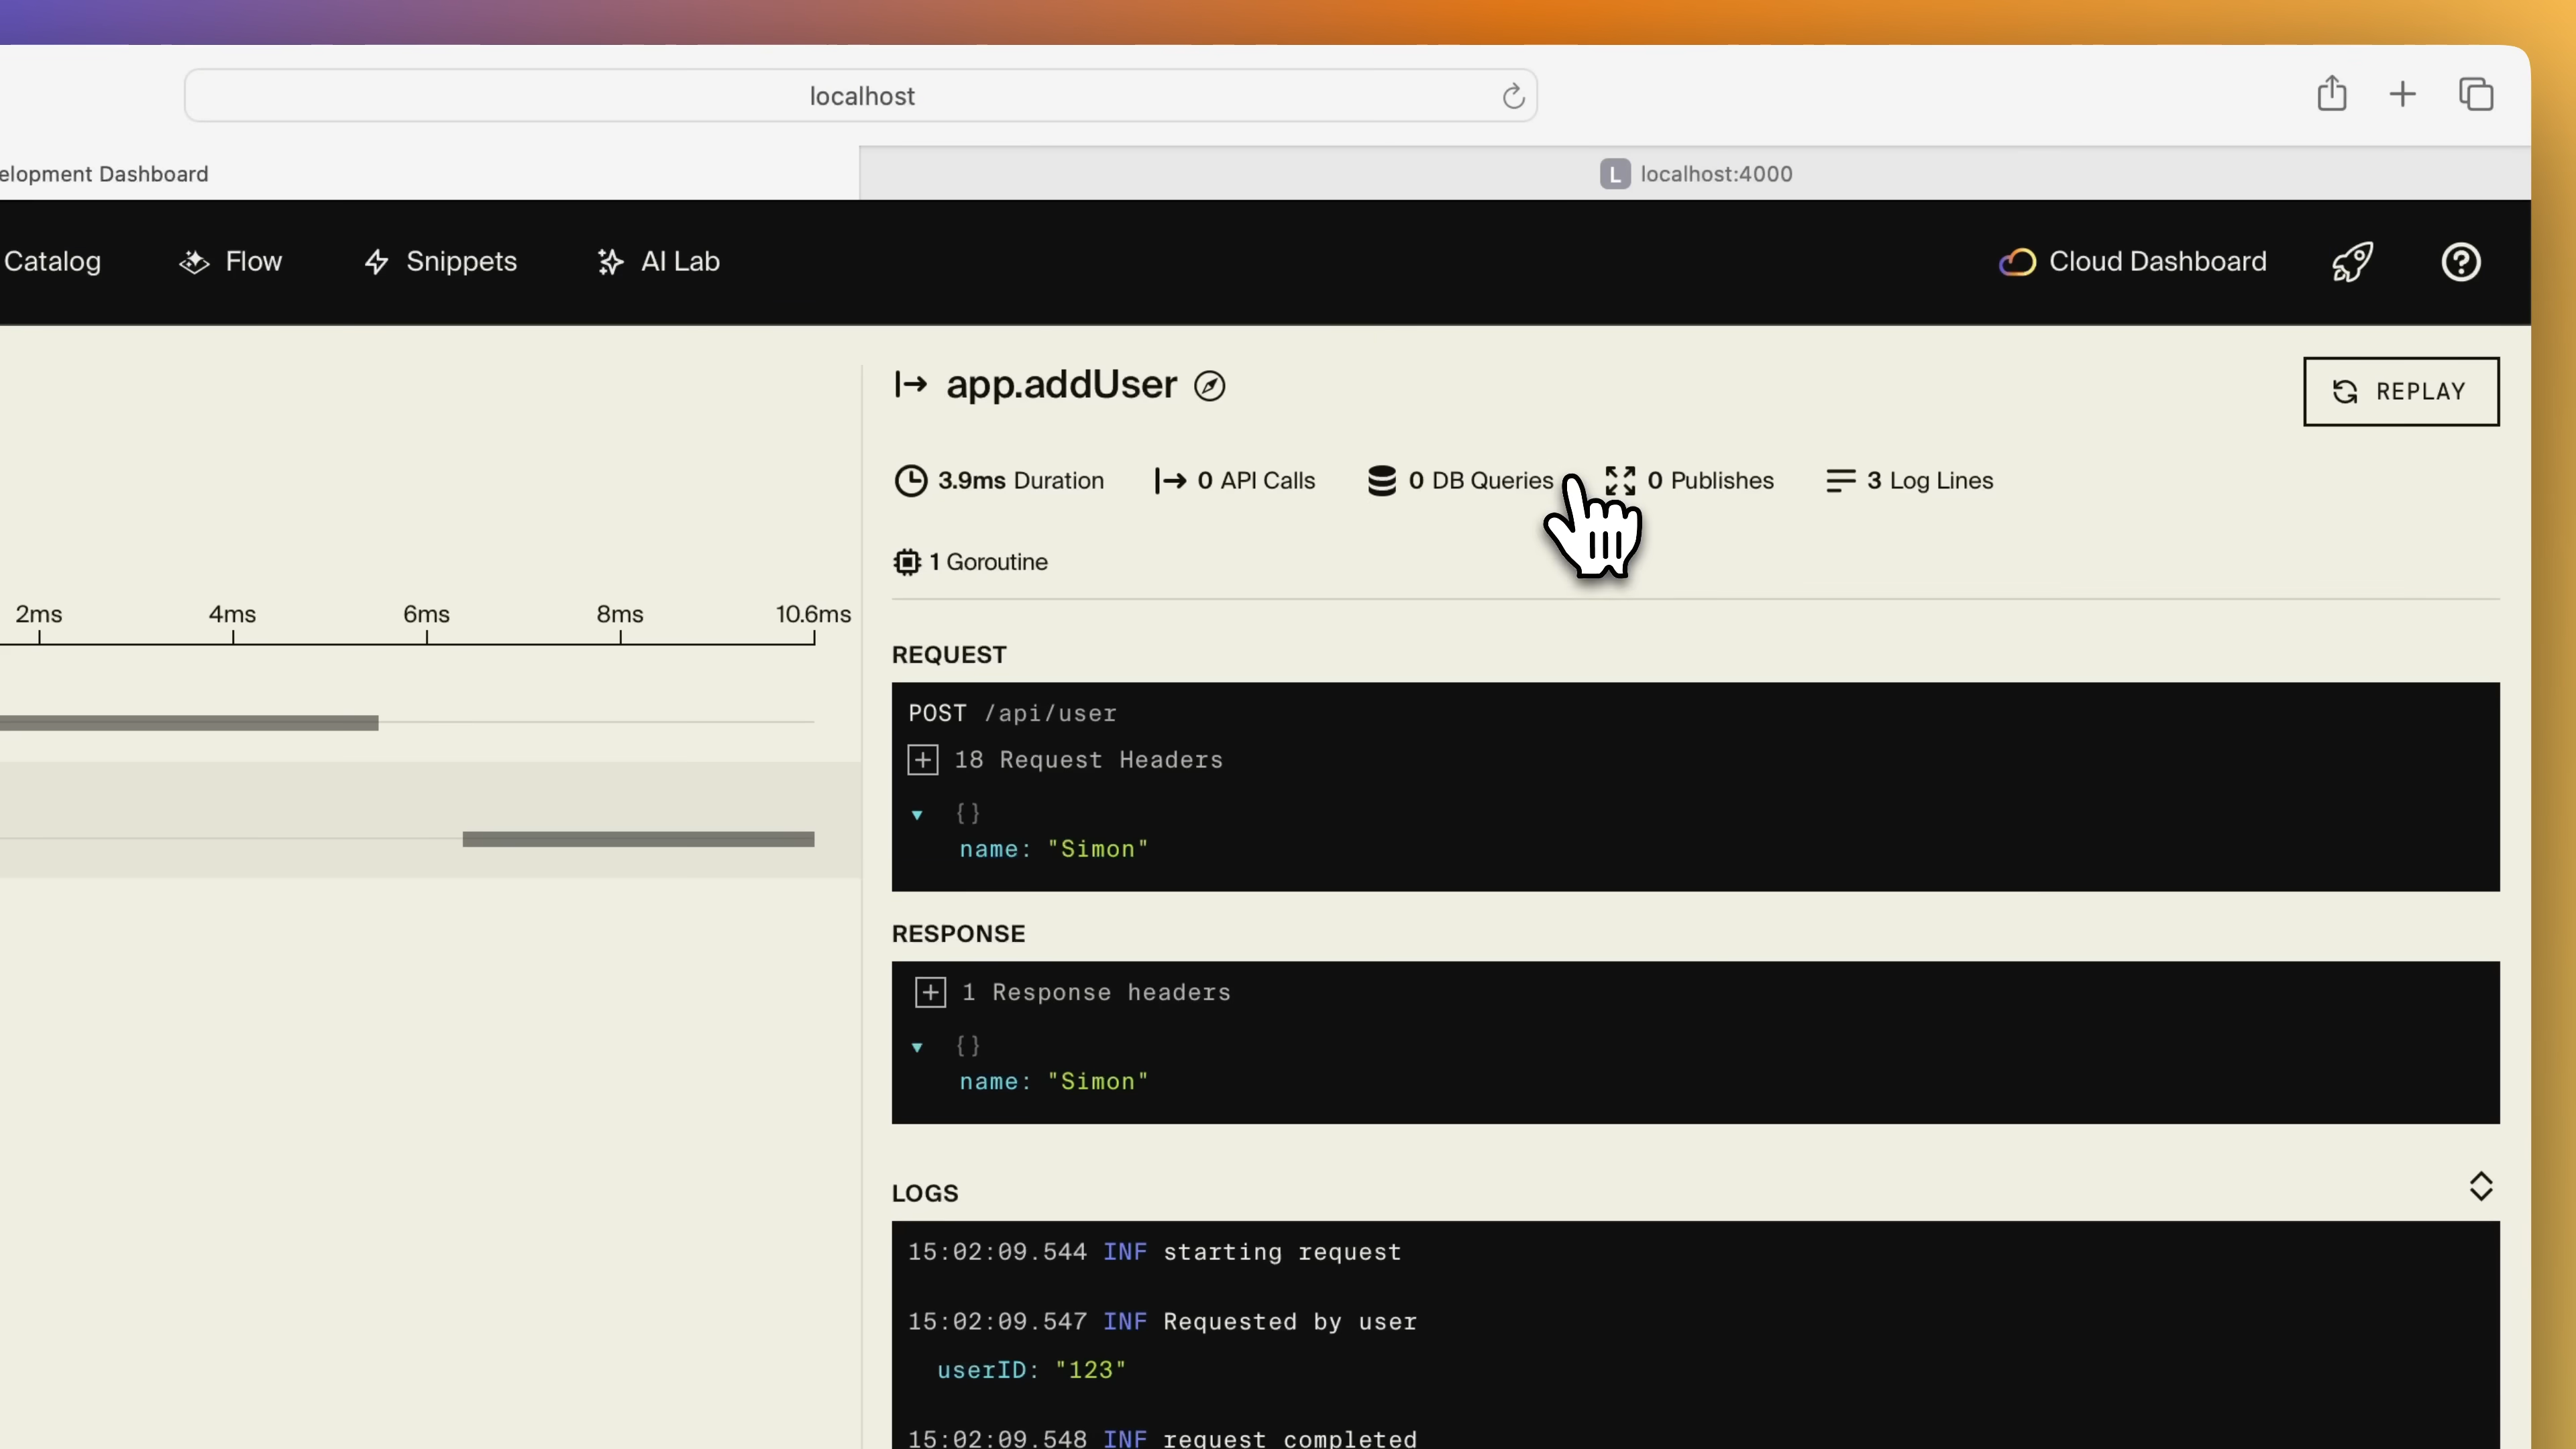 localhost
elopment Dashboard
L localhost:4000
Catalog Flow Snippets AI Lab Cloud Dashboard
app.addUser
REPLAY
3.9ms Duration 0 API Calls 0 DB Queries 0 Publishes 3 Log Lines
1 Goroutine
2ms 4ms 6ms 8ms 10.6ms
REQUEST
POST /api/user
18 Request Headers
{}
name: "Simon"
RESPONSE
1 Response headers
{}
name: "Simon"
LOGS
15:02:09.544 INF starting request
15:02:09.547 INF Requested by user
userID: "123"
15:02:09.548 INF request completed